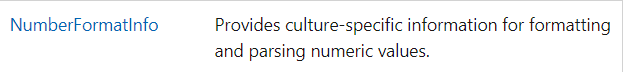 NumberFormatInfo Provides culture-specific information for formatting
and parsing numeric values.